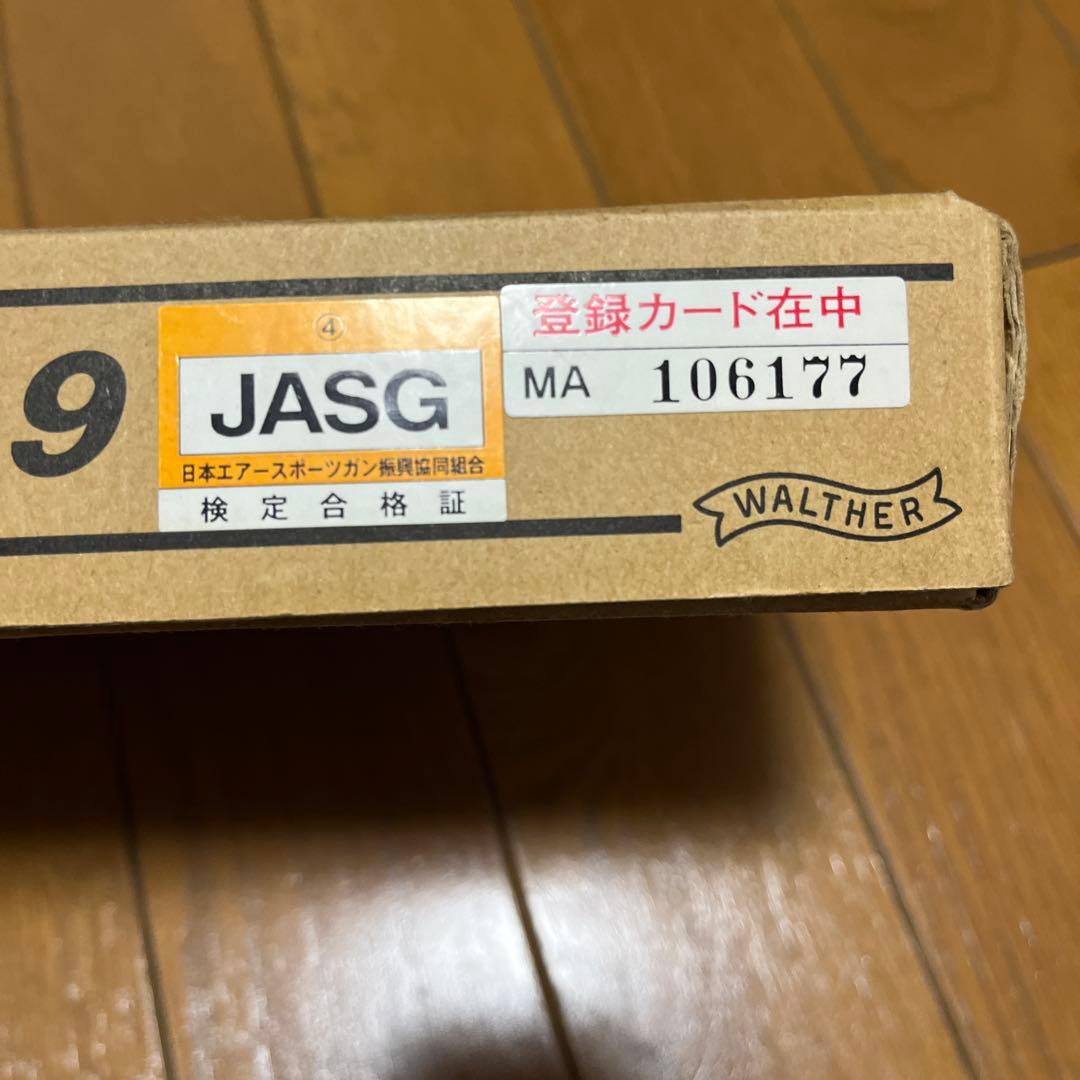 9
④
JASG
日本エアースポーツガン振興協同組合
検定合格証
登録カード在中
MA 106177
WALTHER